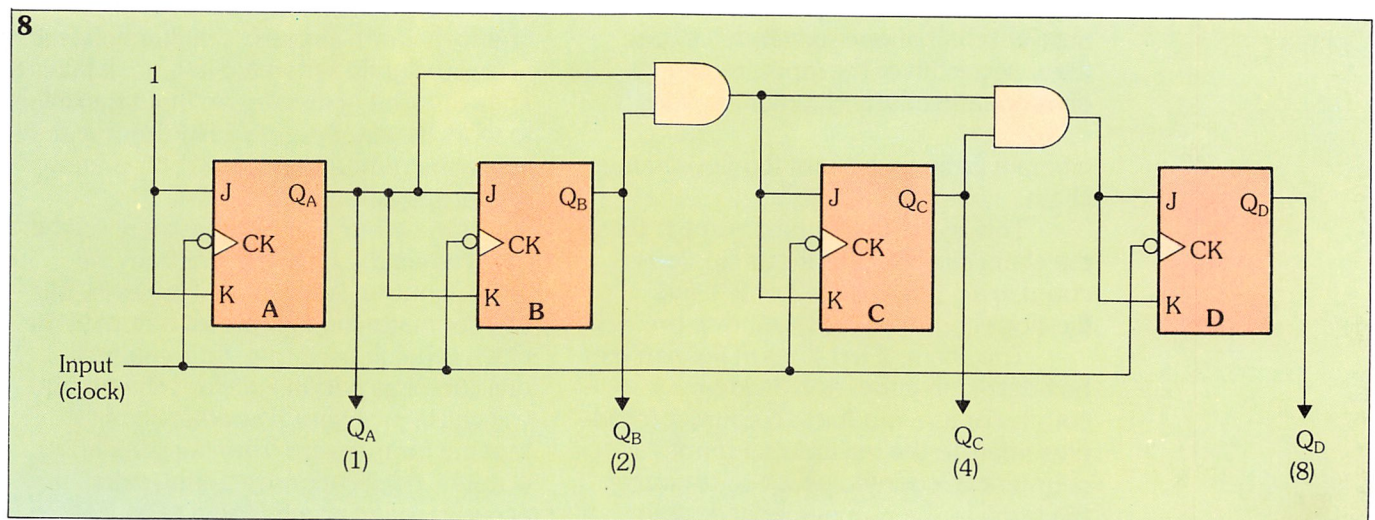 8
1
J
Q_A
CK
K
A
J
Q_B
CK
K
B
J
Q_C
CK
K
C
J
Q_D
CK
K
D
Input
(clock)
Q_A
(1)
Q_B
(2)
Q_C
(4)
Q_D
(8)